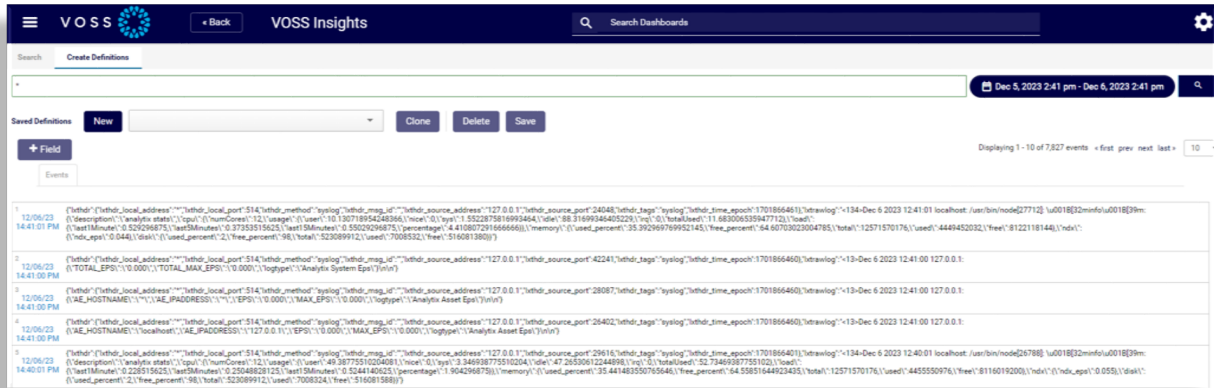 VOSS
« Back
VOSS Insights
Search Dashboards
Search
Create Definitions
*
Dec 5, 2023 2:41 pm - Dec 6, 2023 2:41 pm
Saved Definitions
New
Clone
Delete
Save
+ Field
Displaying 1 - 10 of 7,827 events « first prev next last »
10
Events
1
12/06/23
14:41:01 PM
{"lxthdr":{"lxthdr_local_address":"*","lxthdr_local_port":514,"lxthdr_method":"syslog","lxthdr_msg_id":"","lxthdr_source_address":"127.0.0.1","lxthdr_source_port":24048,"lxthdr_tags":"syslog","lxthdr_time_epoch":1701866461},"lxtrawlog":"<134>Dec 6 2023 12:41:01 localhost: /usr/bin/node[27712]: \u001B[32minfo\u001B[39m:
{\"description\":\"analytix stats\",\"cpu\":{\"numCores\":12,\"usage\":{\"user\":10.130718954248366,\"nice\":0,\"sys\":1.5522875816993464,\"idle\":88.31699346405229,\"irq\":0,\"totalUsed\":11.683006535947712},\"load\":
{\"last1Minute\":0.529296875,\"last5Minutes\":0.37353515625,\"last15Minutes\":0.55029296875,\"percentage\":4.410807291666666}},\"memory\":{\"used_percent\":35.392969769952145,\"free_percent\":64.60703023004785,\"total\":12571570176,\"used\":4449452032,\"free\":8122118144},\"ndx\":
{\"ndx_eps\":0.044},\"disk\":{\"used_percent\":2,\"free_percent\":98,\"total\":523089912,\"used\":7008532,\"free\":516081380}}"}
2
12/06/23
14:41:00 PM
{"lxthdr":{"lxthdr_local_address":"*","lxthdr_local_port":514,"lxthdr_method":"syslog","lxthdr_msg_id":"","lxthdr_source_address":"127.0.0.1","lxthdr_source_port":42241,"lxthdr_tags":"syslog","lxthdr_time_epoch":1701866460},"lxtrawlog":"<13>Dec 6 2023 12:41:00 127.0.0.1:
{\"TOTAL_EPS\":\"0.000\",\"TOTAL_MAX_EPS\":\"0.000\",\"logtype\":\"Analytix System Eps\"}\n\n"}
3
12/06/23
14:41:00 PM
{"lxthdr":{"lxthdr_local_address":"*","lxthdr_local_port":514,"lxthdr_method":"syslog","lxthdr_msg_id":"","lxthdr_source_address":"127.0.0.1","lxthdr_source_port":28087,"lxthdr_tags":"syslog","lxthdr_time_epoch":1701866460},"lxtrawlog":"<13>Dec 6 2023 12:41:00 127.0.0.1:
{\"AE_HOSTNAME\":\"*\",\"AE_IPADDRESS\":\"*\",\"EPS\":\"0.000\",\"MAX_EPS\":\"0.000\",\"logtype\":\"Analytix Asset Eps\"}\n\n"}
4
12/06/23
14:41:00 PM
{"lxthdr":{"lxthdr_local_address":"*","lxthdr_local_port":514,"lxthdr_method":"syslog","lxthdr_msg_id":"","lxthdr_source_address":"127.0.0.1","lxthdr_source_port":26402,"lxthdr_tags":"syslog","lxthdr_time_epoch":1701866460},"lxtrawlog":"<13>Dec 6 2023 12:41:00 127.0.0.1:
{\"AE_HOSTNAME\":\"localhost\",\"AE_IPADDRESS\":\"127.0.0.1\",\"EPS\":\"0.000\",\"MAX_EPS\":\"0.000\",\"logtype\":\"Analytix Asset Eps\"}\n\n"}
5
12/06/23
14:40:01 PM
{"lxthdr":{"lxthdr_local_address":"*","lxthdr_local_port":514,"lxthdr_method":"syslog","lxthdr_msg_id":"","lxthdr_source_address":"127.0.0.1","lxthdr_source_port":29616,"lxthdr_tags":"syslog","lxthdr_time_epoch":1701866401},"lxtrawlog":"<134>Dec 6 2023 12:40:01 localhost: /usr/bin/node[26788]: \u001B[32minfo\u001B[39m:
{\"description\":\"analytix stats\",\"cpu\":{\"numCores\":12,\"usage\":{\"user\":49.38775510204081,\"nice\":0,\"sys\":3.346938775510204,\"idle\":47.26530612244898,\"irq\":0,\"totalUsed\":52.73469387755102},\"load\":
{\"last1Minute\":0.228515625,\"last5Minutes\":0.25048828125,\"last15Minutes\":0.5244140625,\"percentage\":1.904296875}},\"memory\":{\"used_percent\":35.441483550765646,\"free_percent\":64.55851644923435,\"total\":12571570176,\"used\":4455550976,\"free\":8116019200},\"ndx\":{\"ndx_eps\":0.055},\"disk\":
{\"used_percent\":2,\"free_percent\":98,\"total\":523089912,\"used\":7008324,\"free\":516081588}}"}